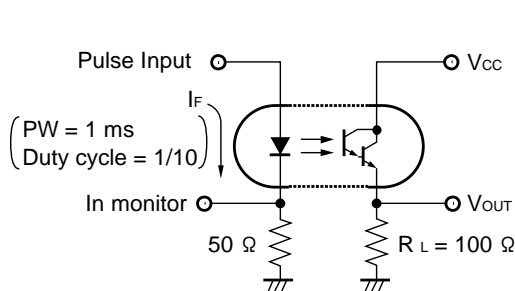 Pulse Input
VCC
IF
PW = 1 ms
Duty cycle = 1/10
In monitor
VOUT
50 Ω
RL = 100 Ω